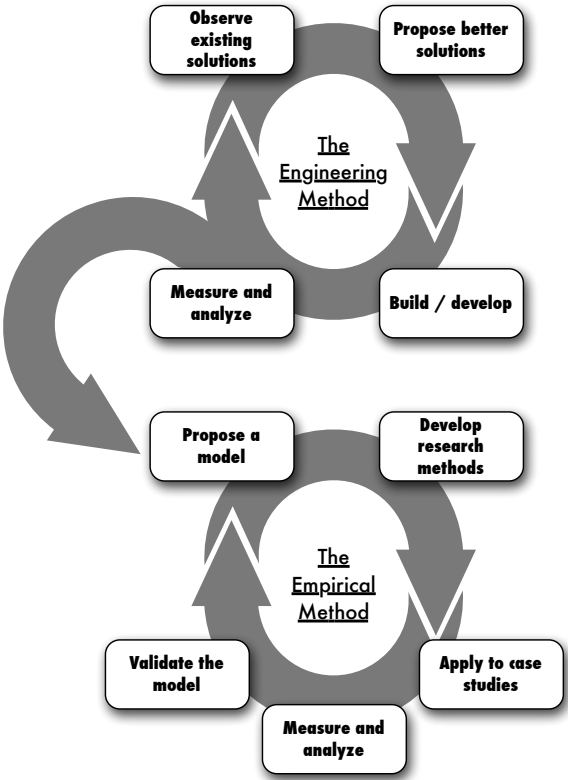 Observe
existing
solutions
Propose better
solutions
The
Engineering
Method
Measure and
analyze
Build / develop
Propose a
model
Develop
research
methods
The
Empirical
Method
Validate the
model
Apply to case
studies
Measure and
analyze